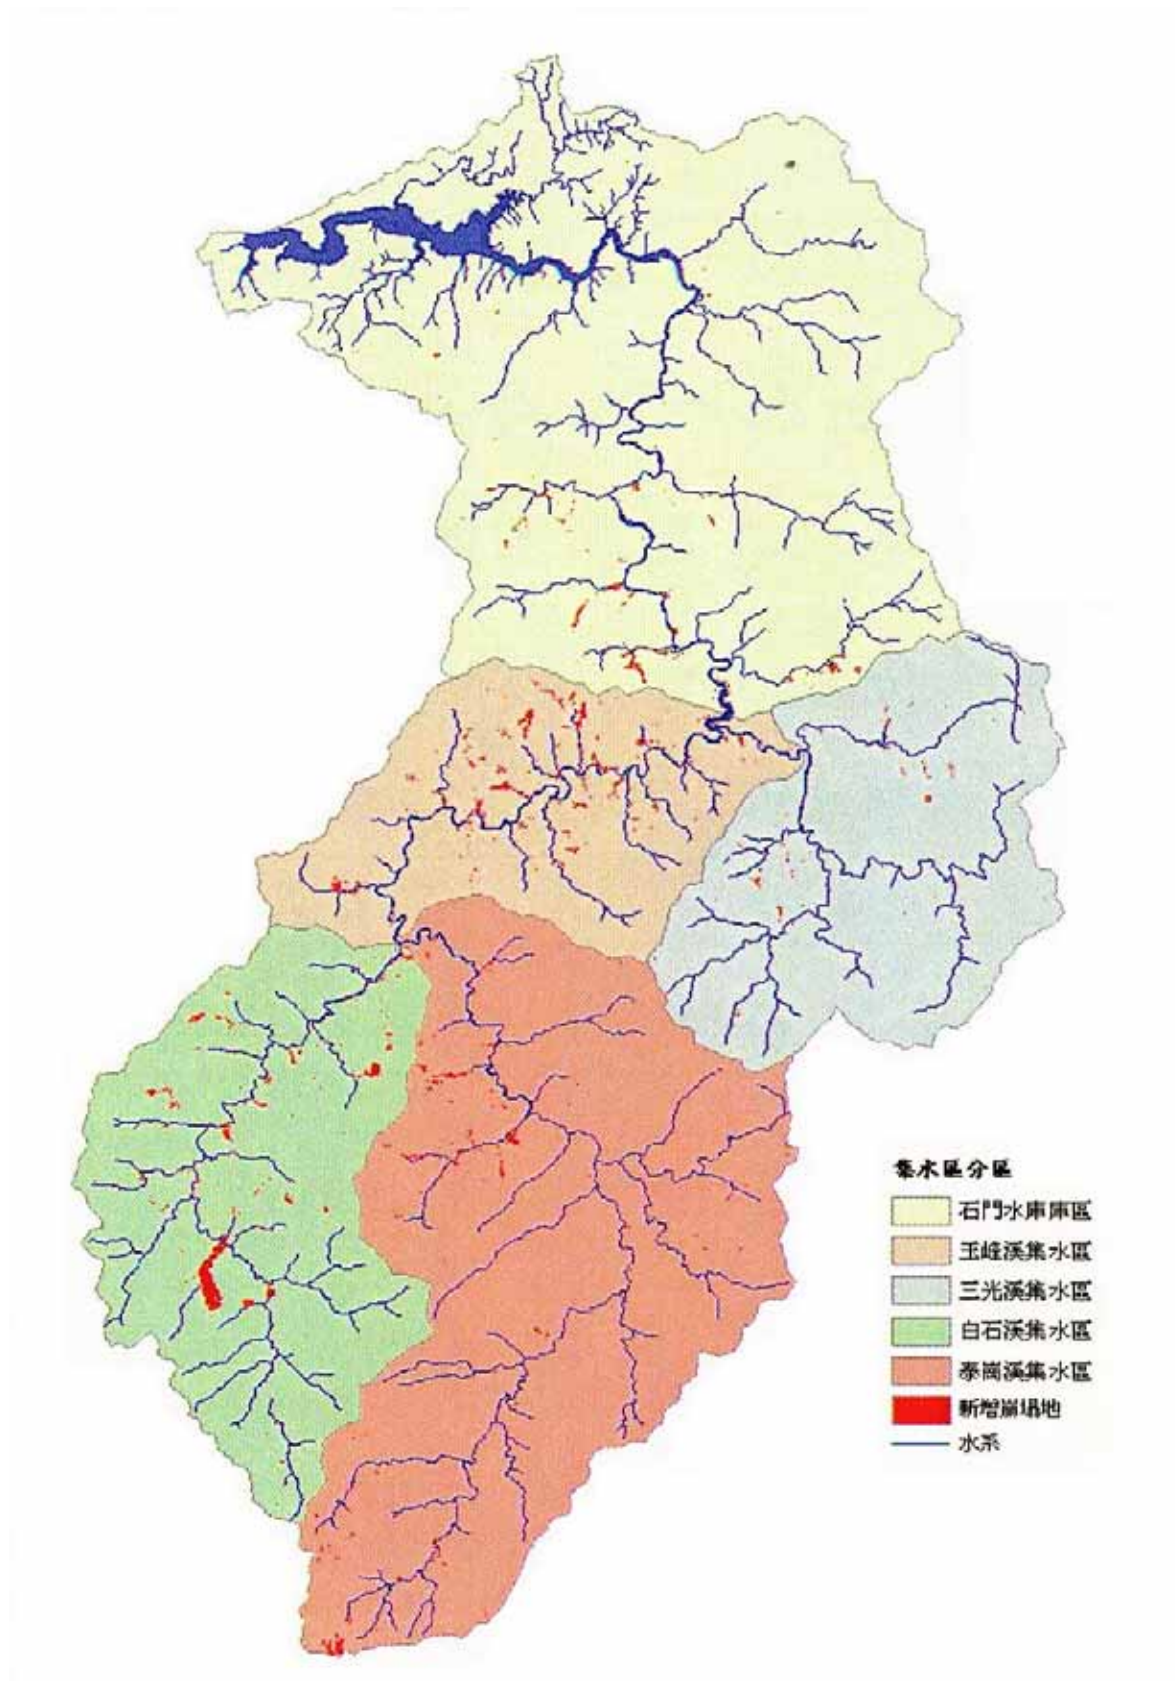 集水區分區
石門水庫庫區
玉峰溪集水區
三光溪集水區
白石溪集水區
泰崗溪集水區
新增崩塌地
水系